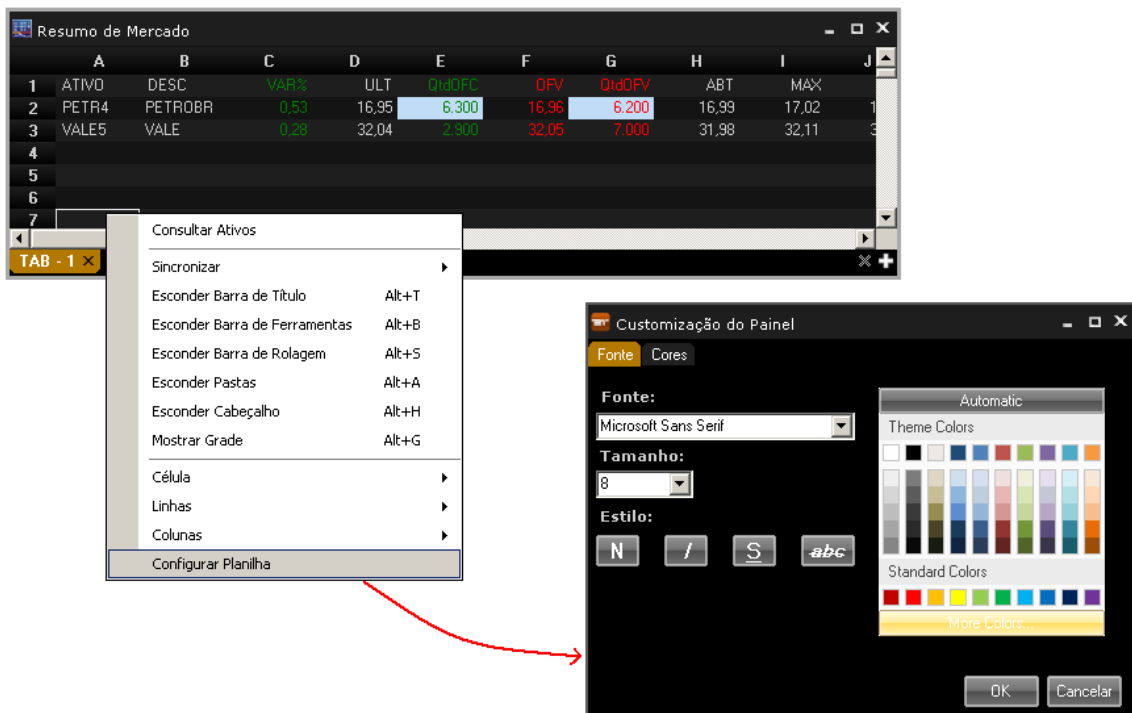 Resumo de Mercado
A B C D E F G H I J
1 ATIVO DESC VAR% ULT QtdOFC OFV QtdOFV ABT MAX
2 PETR4 PETROBR 0,53 16,95 6.300 16,96 6.200 16,99 17,02 1
3 VALE5 VALE 0,28 32,04 2.900 32,05 7.000 31,98 32,11 3
4
5
6
7
TAB - 1
Consultar Ativos
Sincronizar
Esconder Barra de Título Alt+T
Esconder Barra de Ferramentas Alt+B
Esconder Barra de Rolagem Alt+S
Esconder Pastas Alt+A
Esconder Cabeçalho Alt+H
Mostrar Grade Alt+G
Célula
Linhas
Colunas
Configurar Planilha
Customização do Painel
Fonte Cores
Fonte:
Microsoft Sans Serif
Tamanho:
8
Estilo:
N I S abc
Automatic
Theme Colors
Standard Colors
More Colors...
OK Cancelar